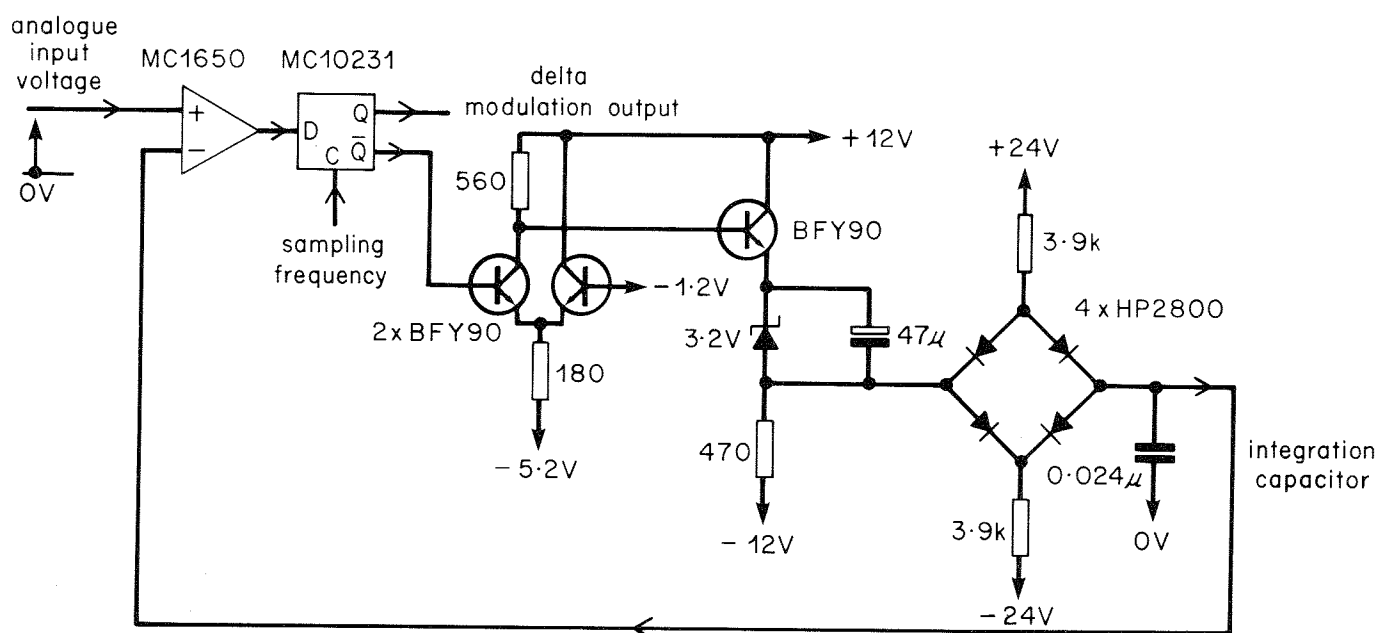 analogue
input
voltage
MC1650
MC10231
delta
modulation output
+
−
D
Q
C
Q̅
0V
sampling
frequency
560
+12V
+24V
BFY90
3·9k
−1·2V
2xBFY90
3·2V
47μ
4xHP2800
180
−5·2V
470
0·024μ
integration
capacitor
−12V
3·9k
0V
−24V